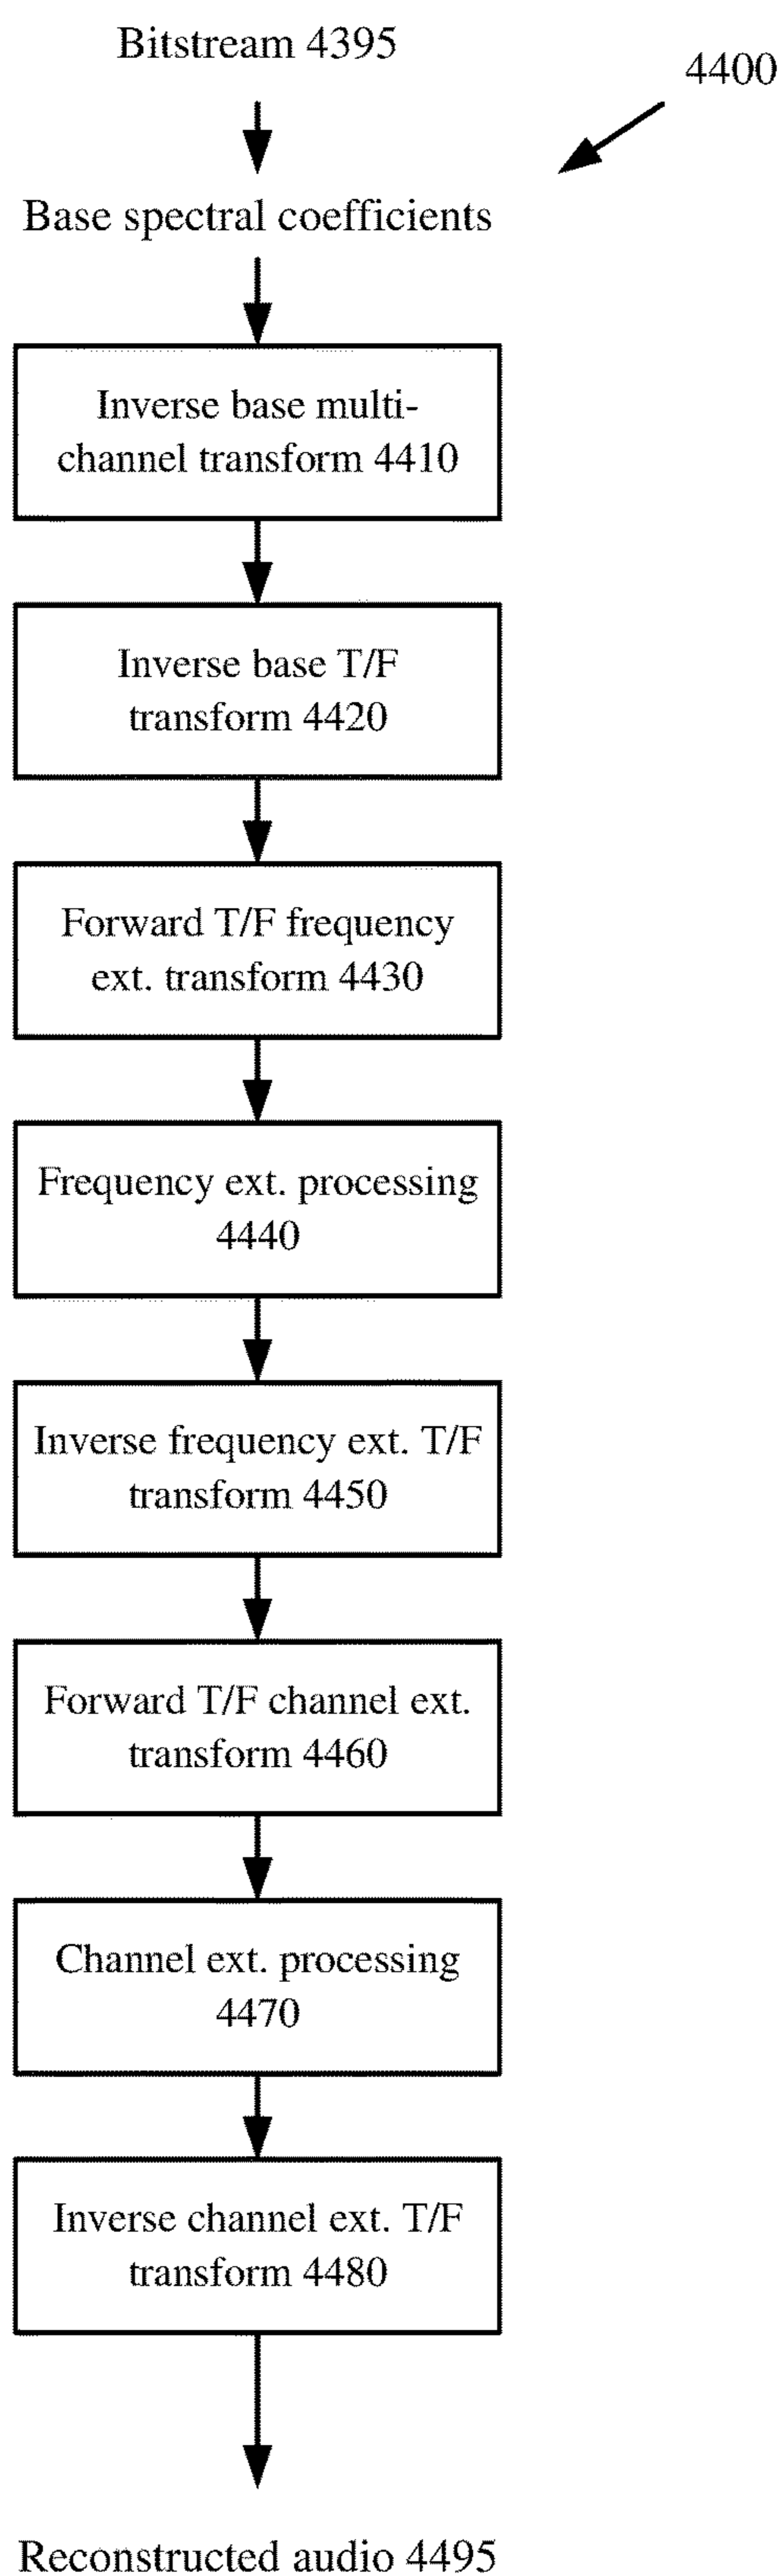 Bitstream 4395
4400
Base spectral coefficients
Inverse base multi-
channel transform 4410
Inverse base T/F
transform 4420
Forward T/F frequency
ext. transform 4430
Frequency ext. processing
4440
Inverse frequency ext. T/F
transform 4450
Forward T/F channel ext.
transform 4460
Channel ext. processing
4470
Inverse channel ext. T/F
transform 4480
Reconstructed audio 4495